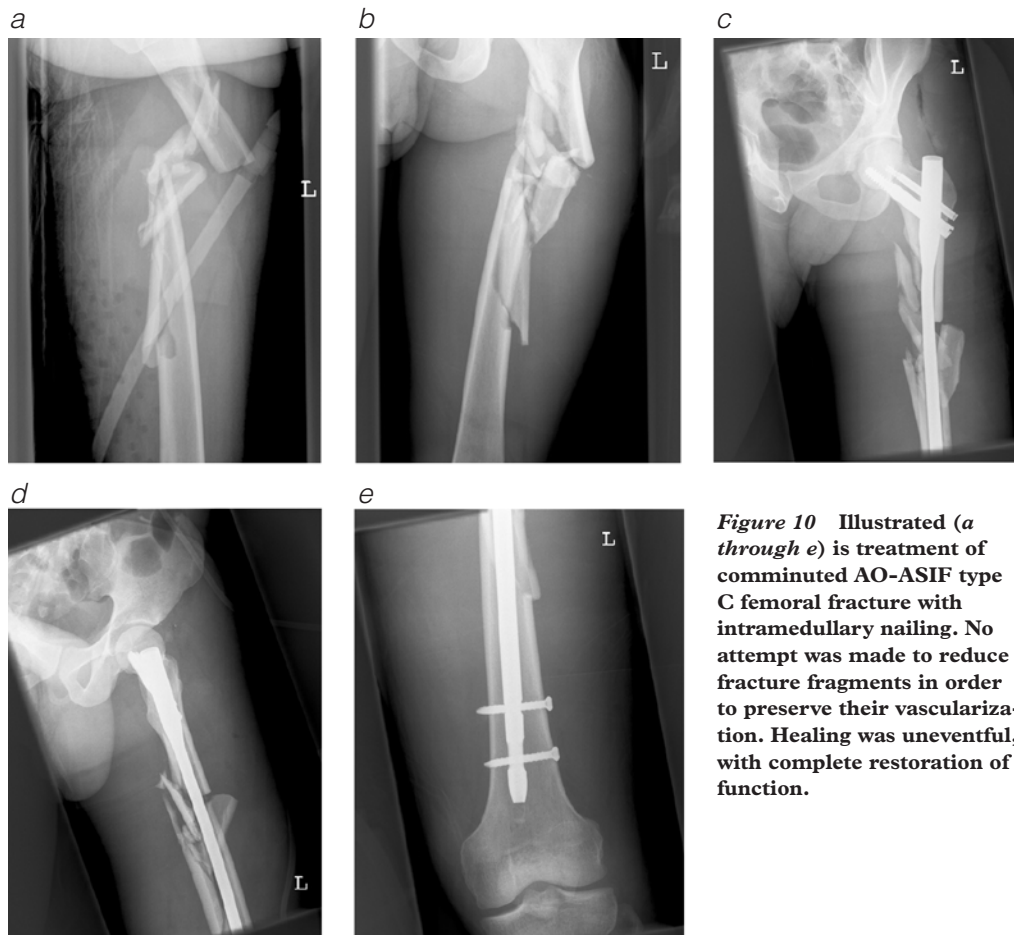 a
b
c
L
L
L
d
e
L
L
Figure 10 Illustrated (a
through e) is treatment of
comminuted AO-ASIF type
C femoral fracture with
intramedullary nailing. No
attempt was made to reduce
fracture fragments in order
to preserve their vasculariza-
tion. Healing was uneventful,
with complete restoration of
function.